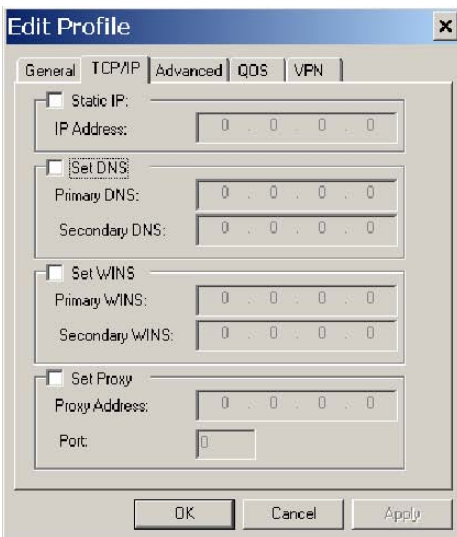 Edit Profile
General TCP/IP Advanced QOS VPN
Static IP:
IP Address: 0 . 0 . 0 . 0
Set DNS
Primary DNS: 0 . 0 . 0 . 0
Secondary DNS: 0 . 0 . 0 . 0
Set WINS
Primary WINS: 0 . 0 . 0 . 0
Secondary WINS: 0 . 0 . 0 . 0
Set Proxy
Proxy Address: 0 . 0 . 0 . 0
Port: 0
OK Cancel Apply